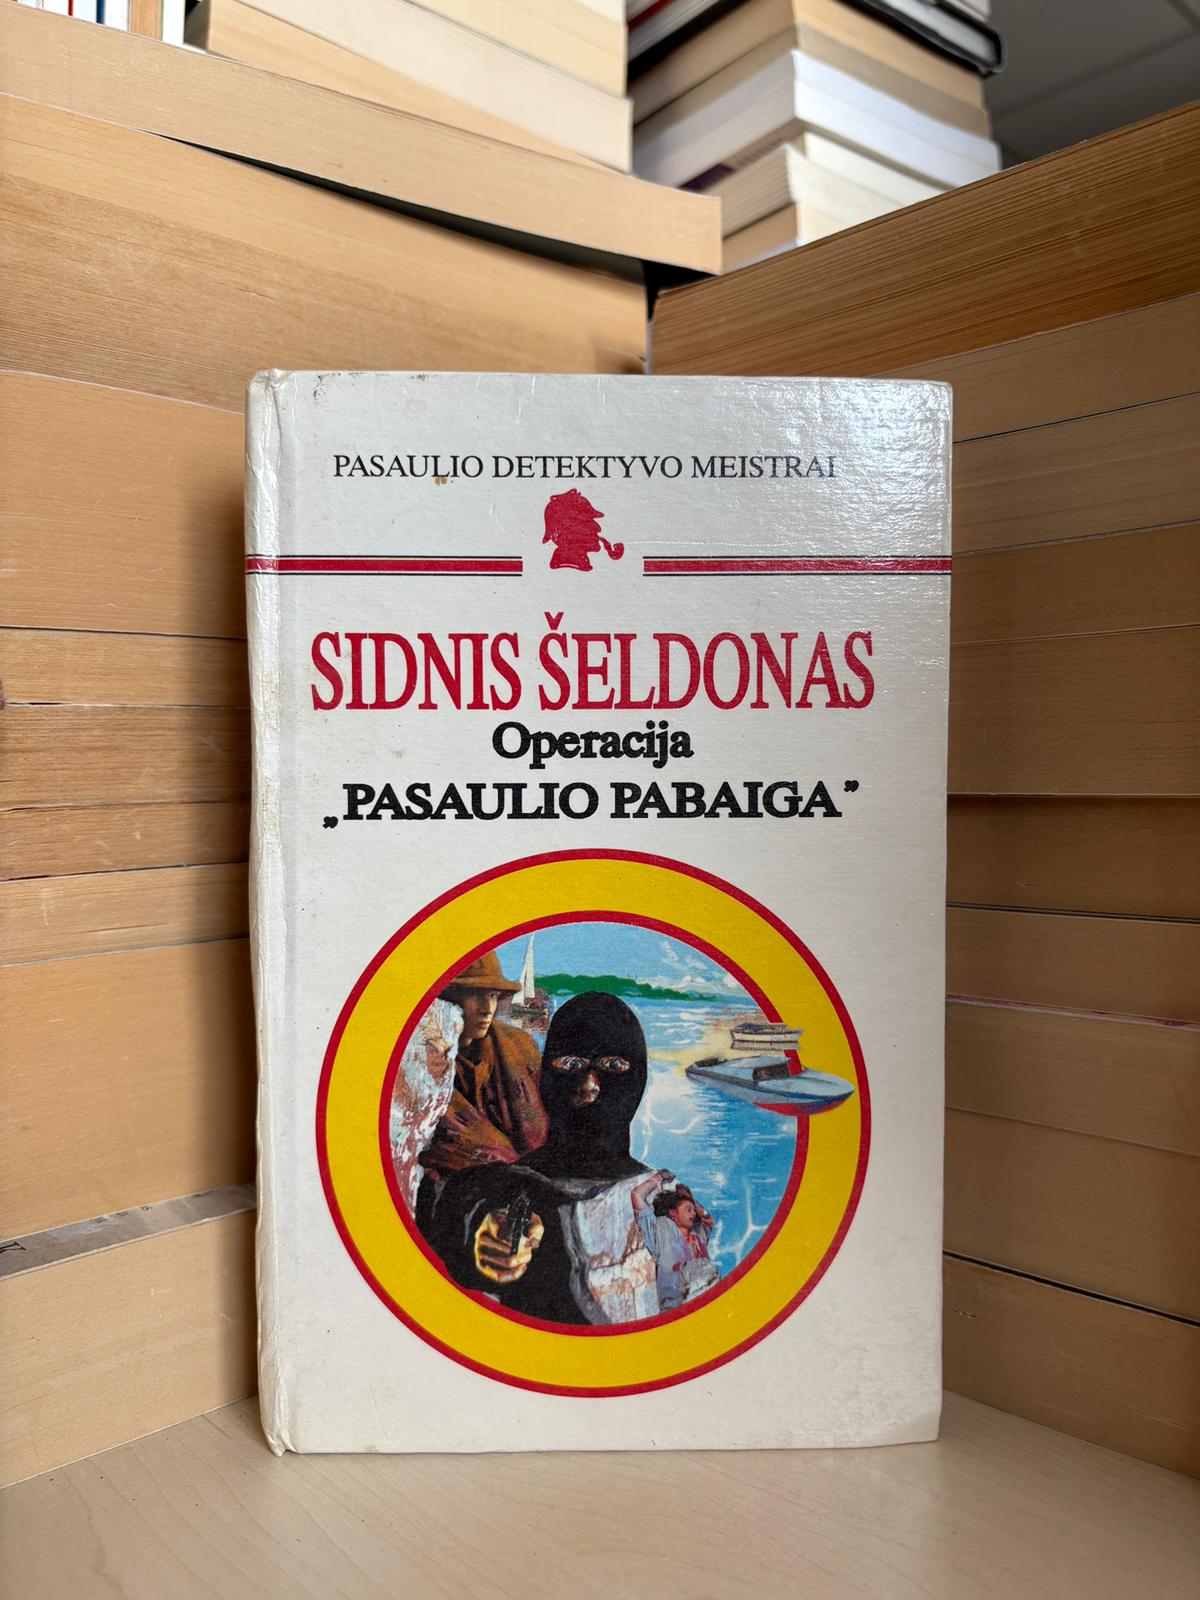 PASAULIO DETEKTYVO MEISTRAI
SIDNIS ŠELDONAS
Operacija
„PASAULIO PABAIGA”